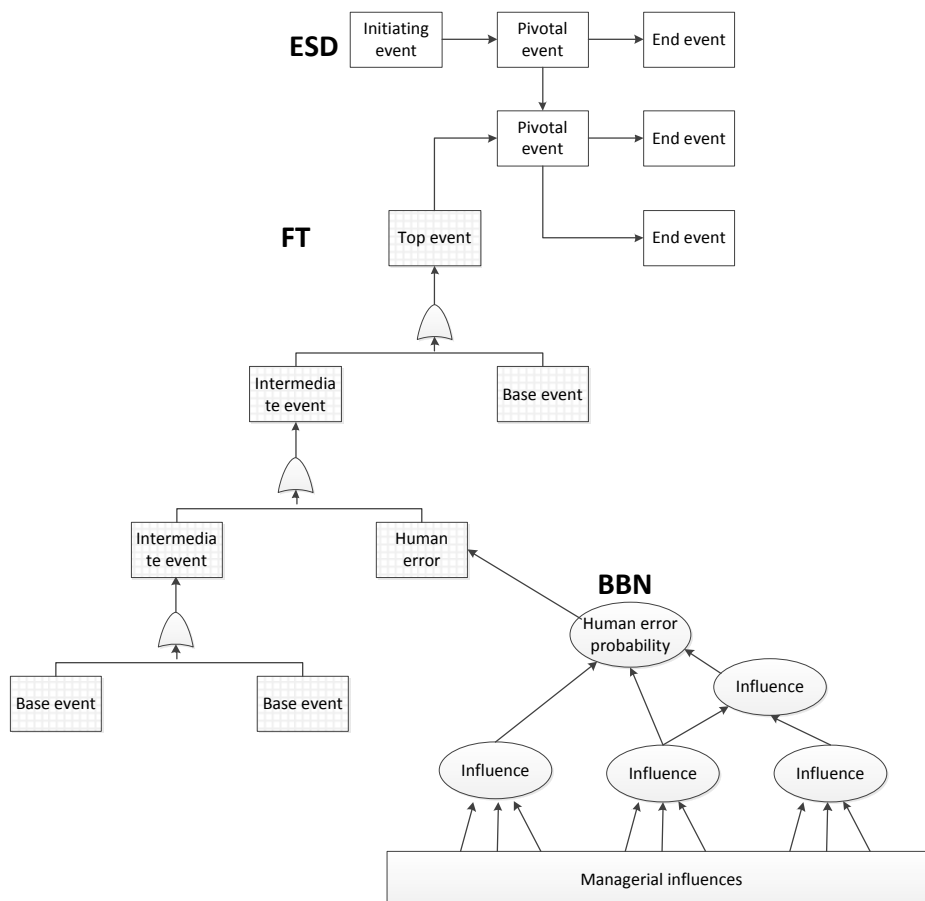 ESD
Initiating
event
Pivotal
event
End event
Pivotal
event
End event
FT
Top event
End event
Intermedia
te event
Base event
Intermedia
te event
Human
error
BBN
Human error
probability
Base event
Base event
Influence
Influence
Influence
Influence
Managerial influences